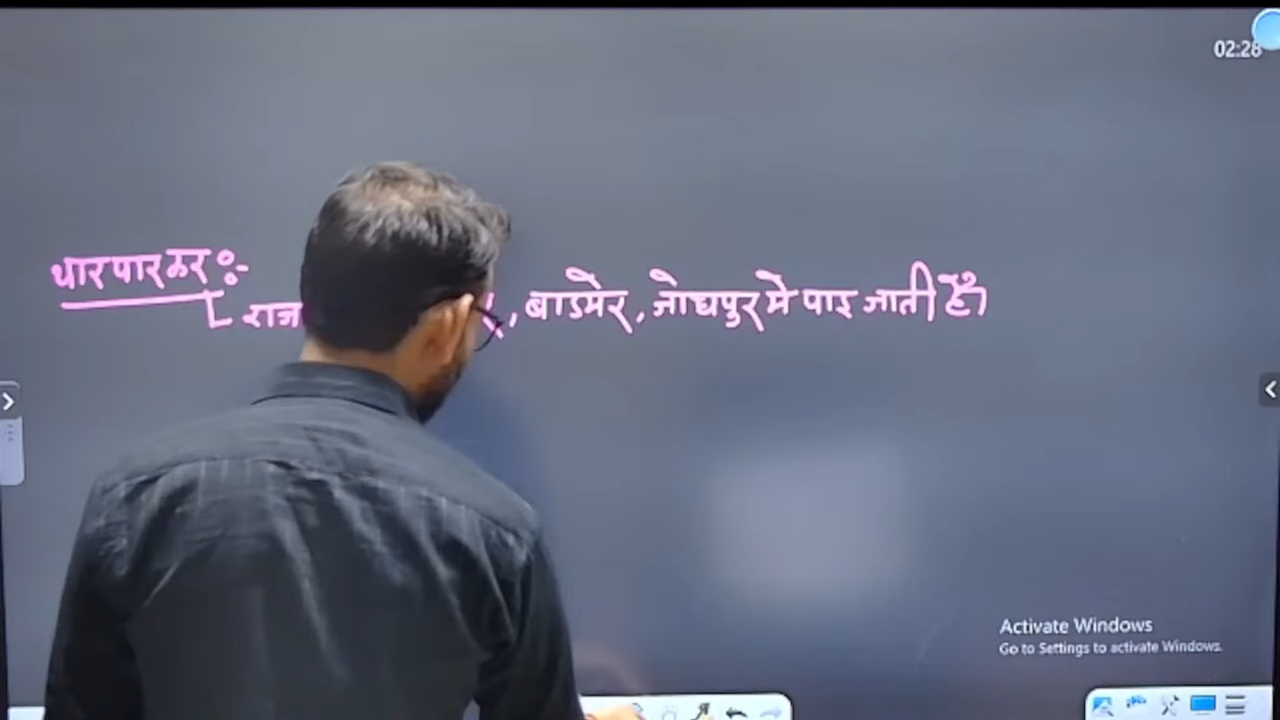 02:28
थारपारकर :-
राज , बाडमेर, जोधपुर मे पाइ जाती है।
Activate Windows
Go to Settings to activate Windows.